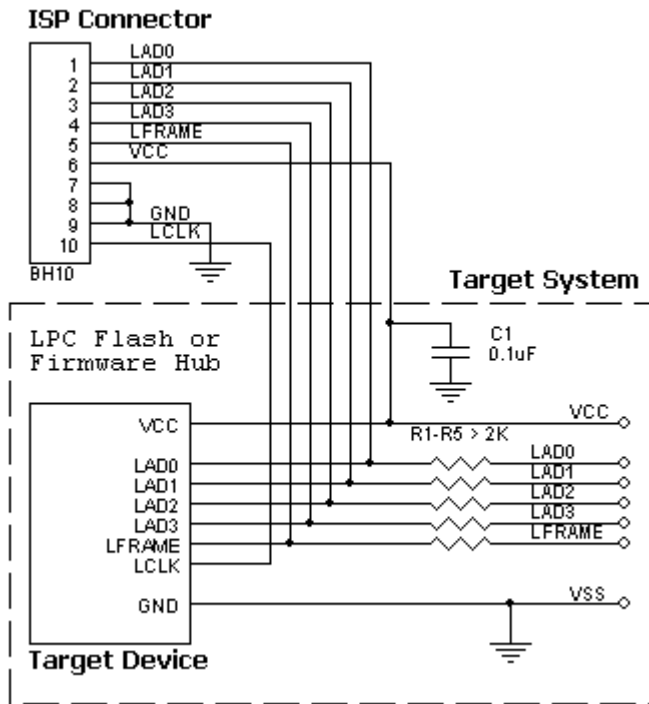 ISP Connector
1 LAD0
2 LAD1
3 LAD2
4 LAD3
5 LFRAME
6 VCC
7
8
9 GND
10 LCLK
BH10
Target System
LPC Flash or
Firmware Hub
C1
0.1uF
VCC
VCC
R1-R5 > 2K
LAD0 LAD0
LAD1 LAD1
LAD2 LAD2
LAD3 LAD3
LFRAME LFRAME
LCLK
GND VSS
Target Device